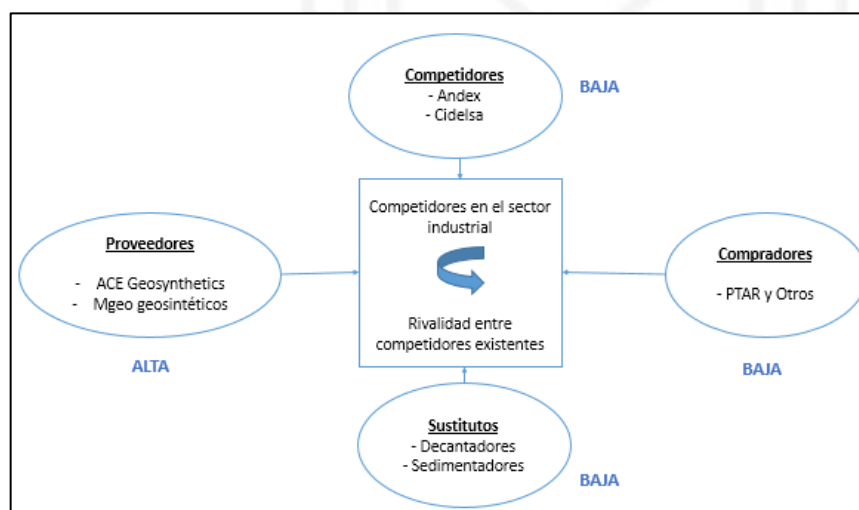 Competidores
- Andex
- Cidelsa
BAJA
Competidores en el sector
industrial
Rivalidad entre
competidores existentes
Proveedores
- ACE Geosynthetics
- Mgeo geosintéticos
ALTA
Compradores
- PTAR y Otros
BAJA
Sustitutos
- Decantadores
- Sedimentadores
BAJA